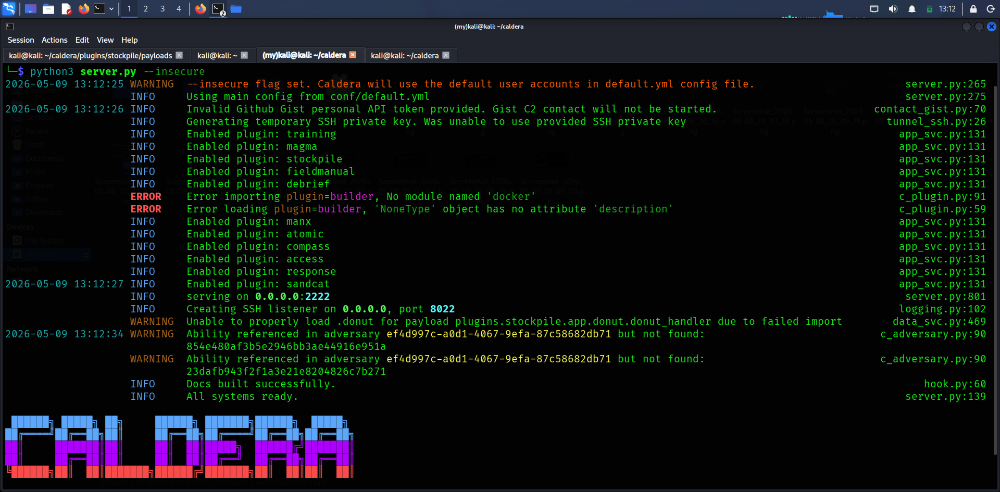 1 2 3 4 2 13:12
(my)kali@kali: ~/caldera
Session Actions Edit View Help
kali@kali: ~/caldera/plugins/stockpile/payloads kali@kali: ~ (my)kali@kali: ~/caldera kali@kali: ~/caldera
└─$ python3 server.py --insecure
2026-05-09 13:12:25 WARNING --insecure flag set. Caldera will use the default user accounts in default.yml config file. server.py:265
INFO Using main config from conf/default.yml server.py:275
2026-05-09 13:12:26 INFO Invalid Github Gist personal API token provided. Gist C2 contact will not be started. contact_gist.py:70
INFO Generating temporary SSH private key. Was unable to use provided SSH private key tunnel_ssh.py:26
INFO Enabled plugin: training app_svc.py:131
INFO Enabled plugin: magma app_svc.py:131
INFO Enabled plugin: stockpile app_svc.py:131
INFO Enabled plugin: fieldmanual app_svc.py:131
INFO Enabled plugin: debrief app_svc.py:131
ERROR Error importing plugin=builder, No module named 'docker' c_plugin.py:91
ERROR Error loading plugin=builder, 'NoneType' object has no attribute 'description' c_plugin.py:59
INFO Enabled plugin: manx app_svc.py:131
INFO Enabled plugin: atomic app_svc.py:131
INFO Enabled plugin: compass app_svc.py:131
INFO Enabled plugin: access app_svc.py:131
INFO Enabled plugin: response app_svc.py:131
2026-05-09 13:12:27 INFO Enabled plugin: sandcat app_svc.py:131
INFO serving on 0.0.0.0:2222 server.py:801
INFO Creating SSH listener on 0.0.0.0, port 8022 logging.py:102
WARNING Unable to properly load .donut for payload plugins.stockpile.app.donut.donut_handler due to failed import data_svc.py:469
2026-05-09 13:12:34 WARNING Ability referenced in adversary ef4d997c-a0d1-4067-9efa-87c58682db71 but not found: c_adversary.py:90
854e480af3b5e2946bb3ae44916e951a
WARNING Ability referenced in adversary ef4d997c-a0d1-4067-9efa-87c58682db71 but not found: c_adversary.py:90
23dafb943f2f1a3e21e8204826c7b271
INFO Docs built successfully. hook.py:60
INFO All systems ready. server.py:139
CALDERA
Computer
Desktop
Recent
Trash
Documents
Music
Pictures
Videos
Downloads
Devices
File System
Network